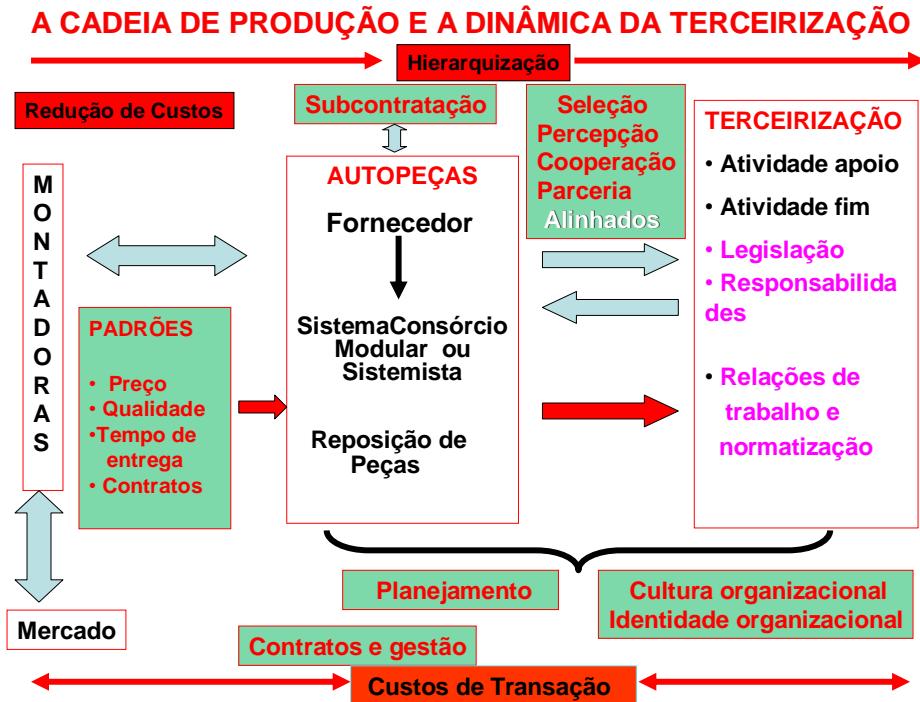 A CADEIA DE PRODUÇÃO E A DINÂMICA DA TERCEIRIZAÇÃO
Hierarquização
Redução de Custos
Subcontratação
Seleção
Percepção
Cooperação
Parceria
Alinhados
TERCEIRIZAÇÃO
• Atividade apoio
• Atividade fim
• Legislação
• Responsabilida
des
• Relações de
trabalho e
normatização
MONTADORAS
AUTOPEÇAS
Fornecedor
SistemaConsórcio
Modular ou
Sistemista
Reposição de
Peças
PADRÕES
• Preço
• Qualidade
•Tempo de
entrega
• Contratos
Mercado
Planejamento
Cultura organizacional
Identidade organizacional
Contratos e gestão
Custos de Transação